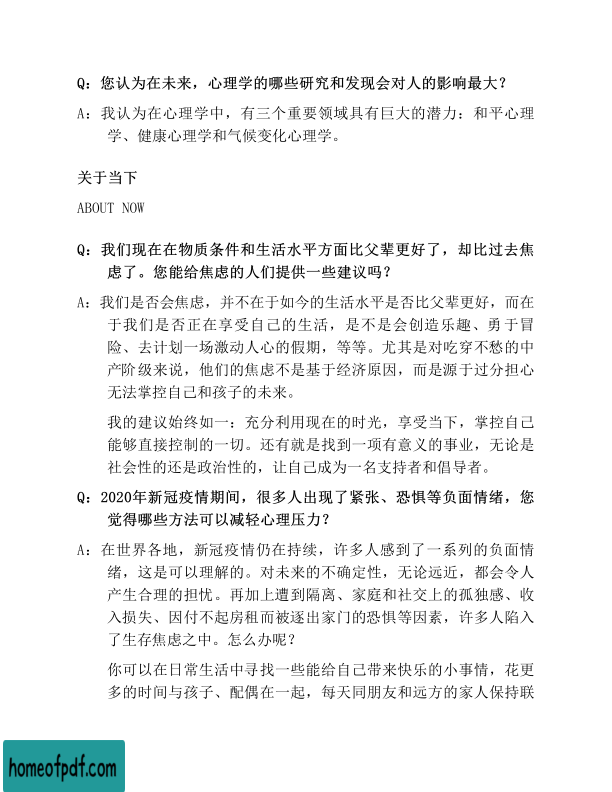 Q：您认为在未来，心理学的哪些研究和发现会对人的影响最大？
A：我认为在心理学中，有三个重要领域具有巨大的潜力：和平心理
学、健康心理学和气候变化心理学。
关于当下
ABOUT NOW
Q：我们现在在物质条件和生活水平方面比父辈更好了，却比过去焦
虑了。您能给焦虑的人们提供一些建议吗？
A：我们是否会焦虑，并不在于如今的生活水平是否比父辈更好，而在
于我们是否正在享受自己的生活，是不是会创造乐趣、勇于冒
险、去计划一场激动人心的假期，等等。尤其是对吃穿不愁的中
产阶级来说，他们的焦虑不是基于经济原因，而是源于过分担心
无法掌控自己和孩子的未来。
我的建议始终如一：充分利用现在的时光，享受当下，掌控自己
能够直接控制的一切。还有就是找到一项有意义的事业，无论是
社会性的还是政治性的，让自己成为一名支持者和倡导者。
Q：2020年新冠疫情期间，很多人出现了紧张、恐惧等负面情绪，您
觉得哪些方法可以减轻心理压力？
A：在世界各地，新冠疫情仍在持续，许多人感到了一系列的负面情
绪，这是可以理解的。对未来的不确定性，无论远近，都会令人
产生合理的担忧。再加上遭到隔离、家庭和社交上的孤独感、收
入损失、因付不起房租而被逐出家门的恐惧等因素，许多人陷入
了生存焦虑之中。怎么办呢？
你可以在日常生活中寻找一些能给自己带来快乐的小事情，花更
多的时间与孩子、配偶在一起，每天同朋友和远方的家人保持联
homeofpdf.com